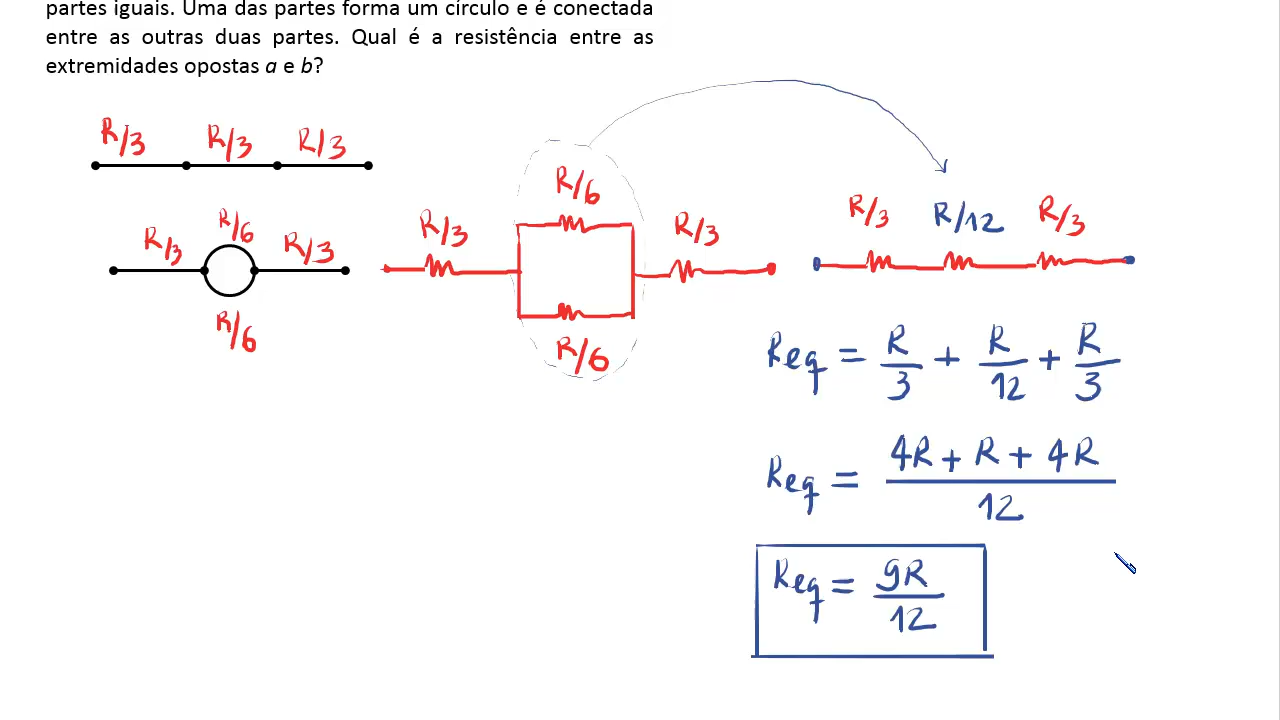 partes iguais. Uma das partes forma um círculo e é conectada
entre as outras duas partes. Qual é a resistência entre as
extremidades opostas a e b?
R/3 R/3 R/3
R/3 R/6 R/3
R/6
R/3 R/6 R/3
R/6
R/3 R/12 R/3
Req = R/3 + R/12 + R/3
Req = 4R + R + 4R / 12
Req = 9R/12